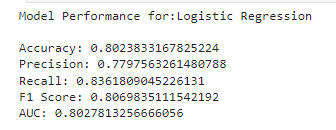 Model Performance for:Logistic Regression
Accuracy: 0.8023833167825224
Precision: 0.7797563261480788
Recall: 0.8361809045226131
F1 Score: 0.8069835111542192
AUC: 0.8027813256666056